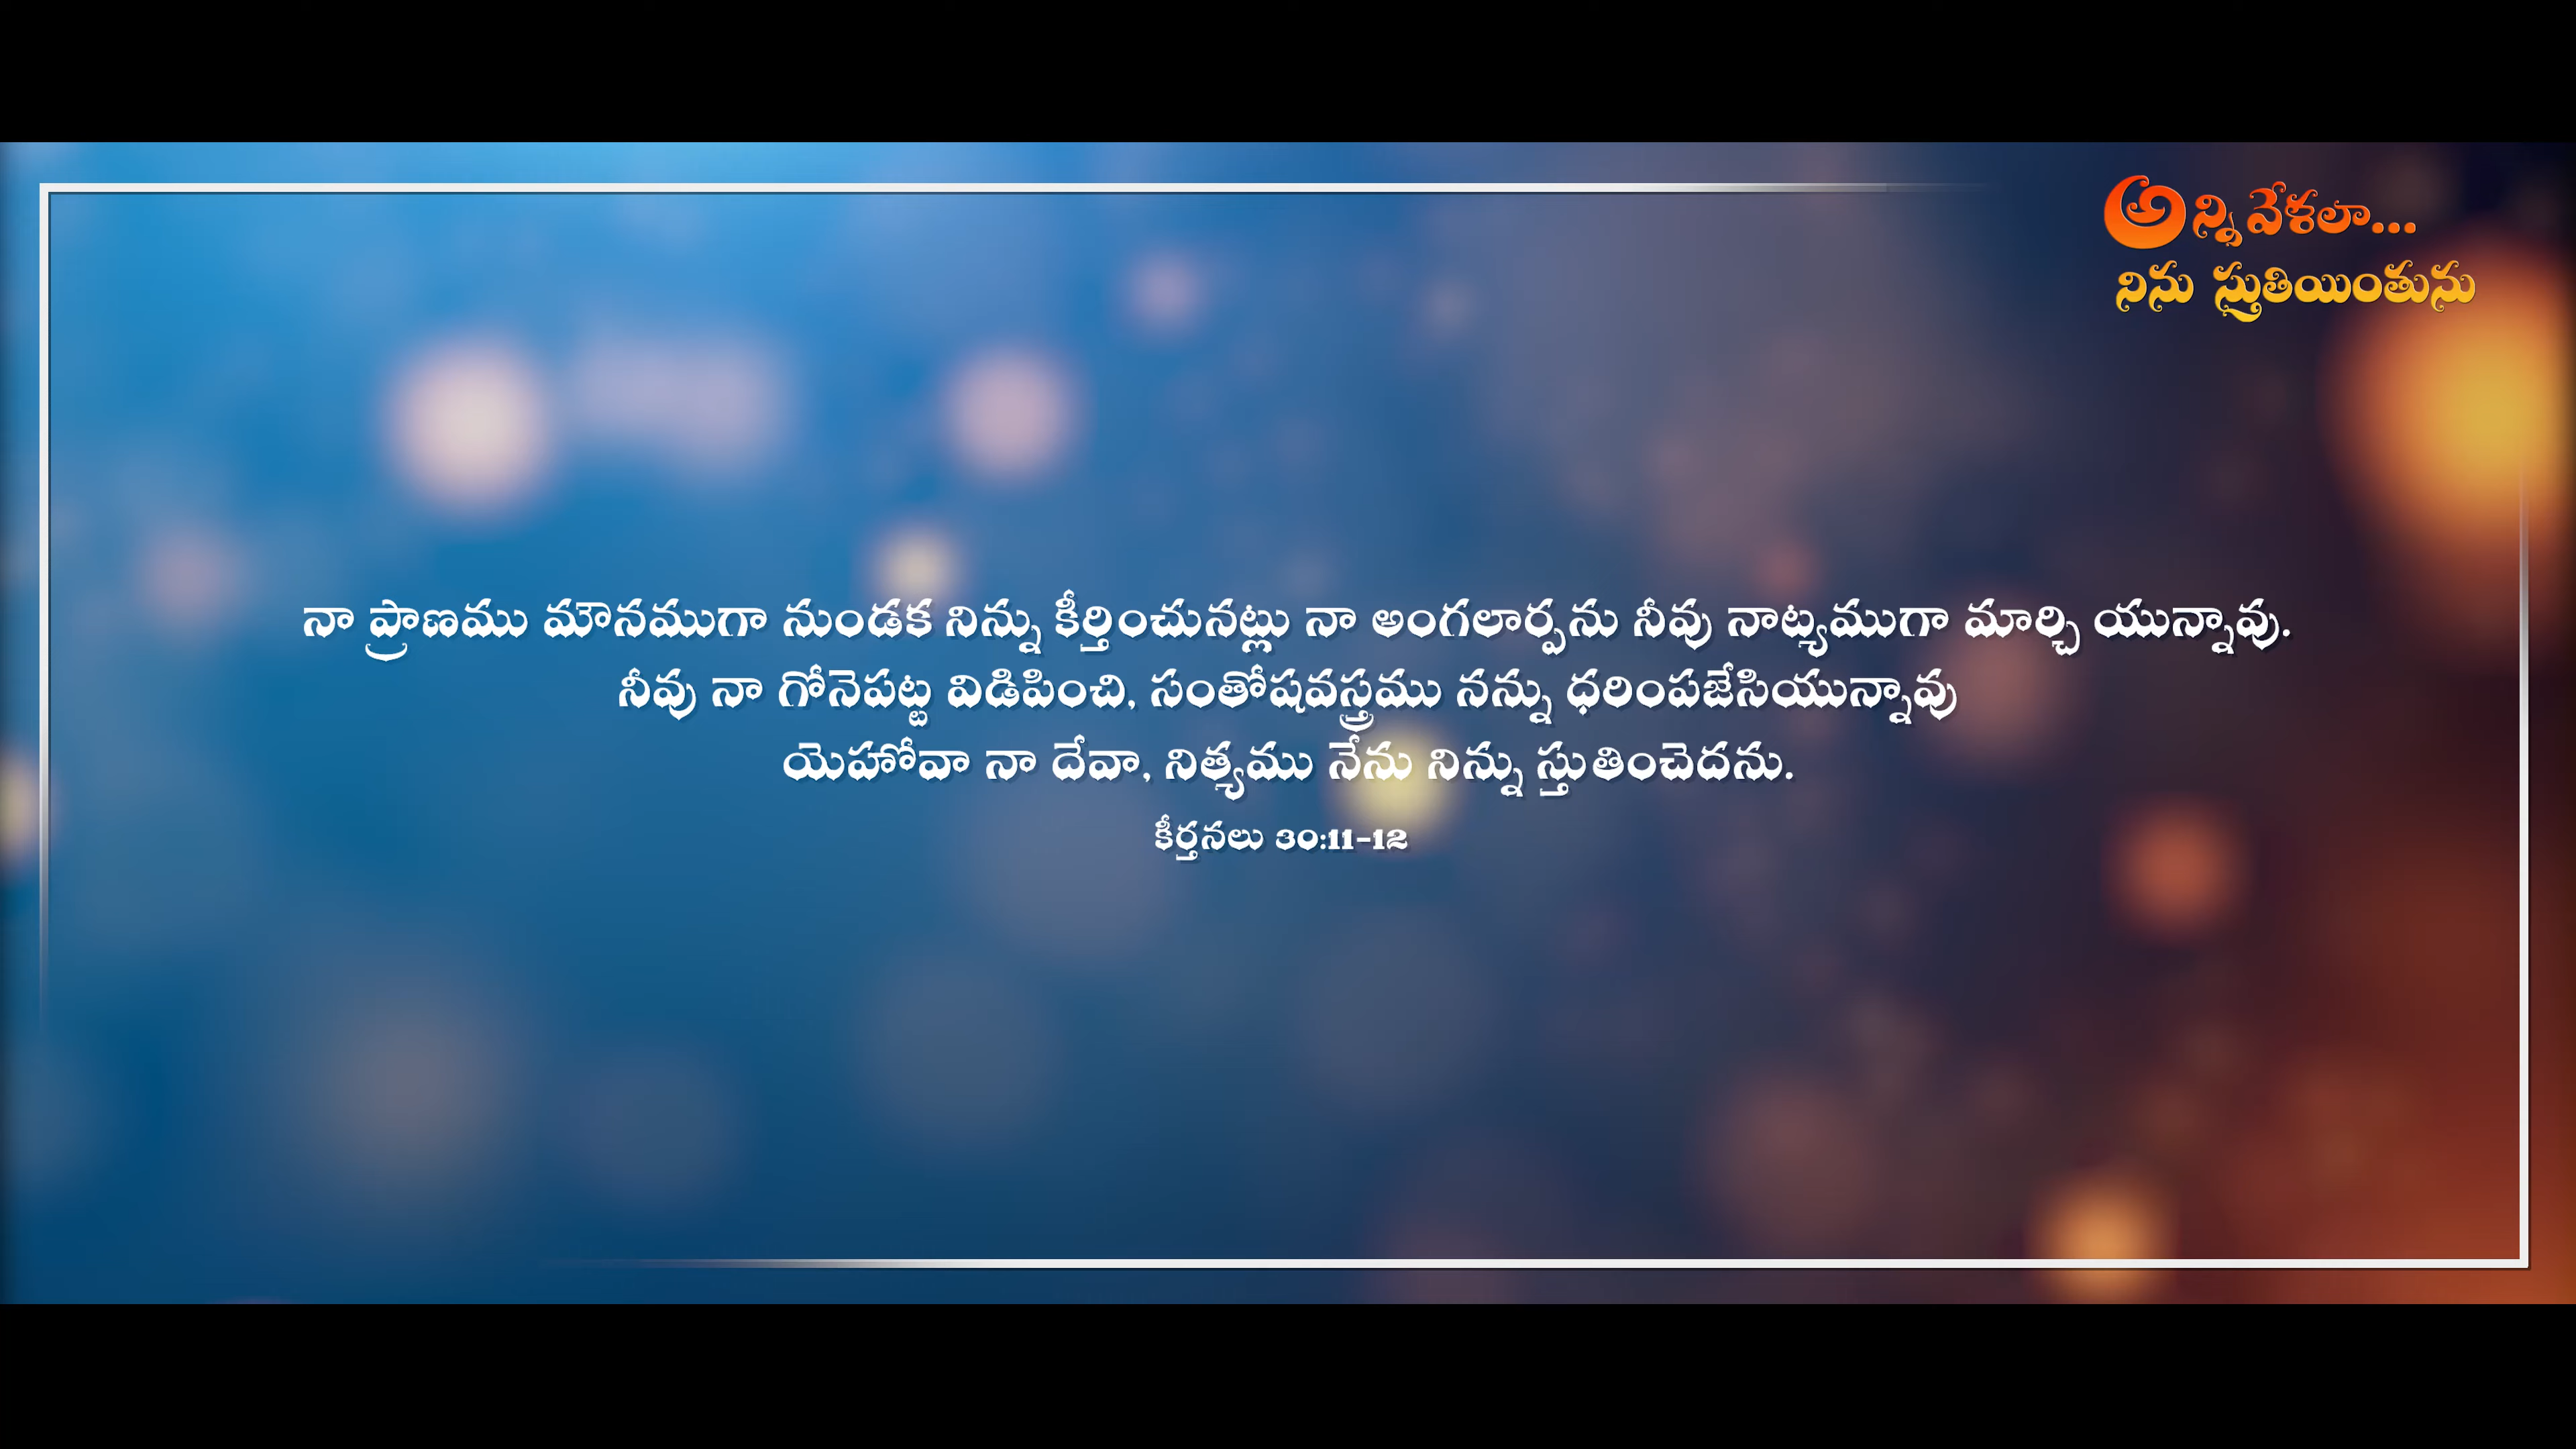 అన్నివేళలా...
నిను స్తుతియింతును
నా ప్రాణము మౌనముగా నుండక నిన్ను కీర్తించునట్లు నా అంగలార్పను నీవు నాట్యముగా మార్చి యున్నావు.
నీవు నా గోనెపట్ట విడిపించి, సంతోషవస్త్రము నన్ను ధరింపజేసియున్నావు
యెహోవా నా దేవా, నిత్యము నేను నిన్ను స్తుతించెదను.
కీర్తనలు 30:11-12